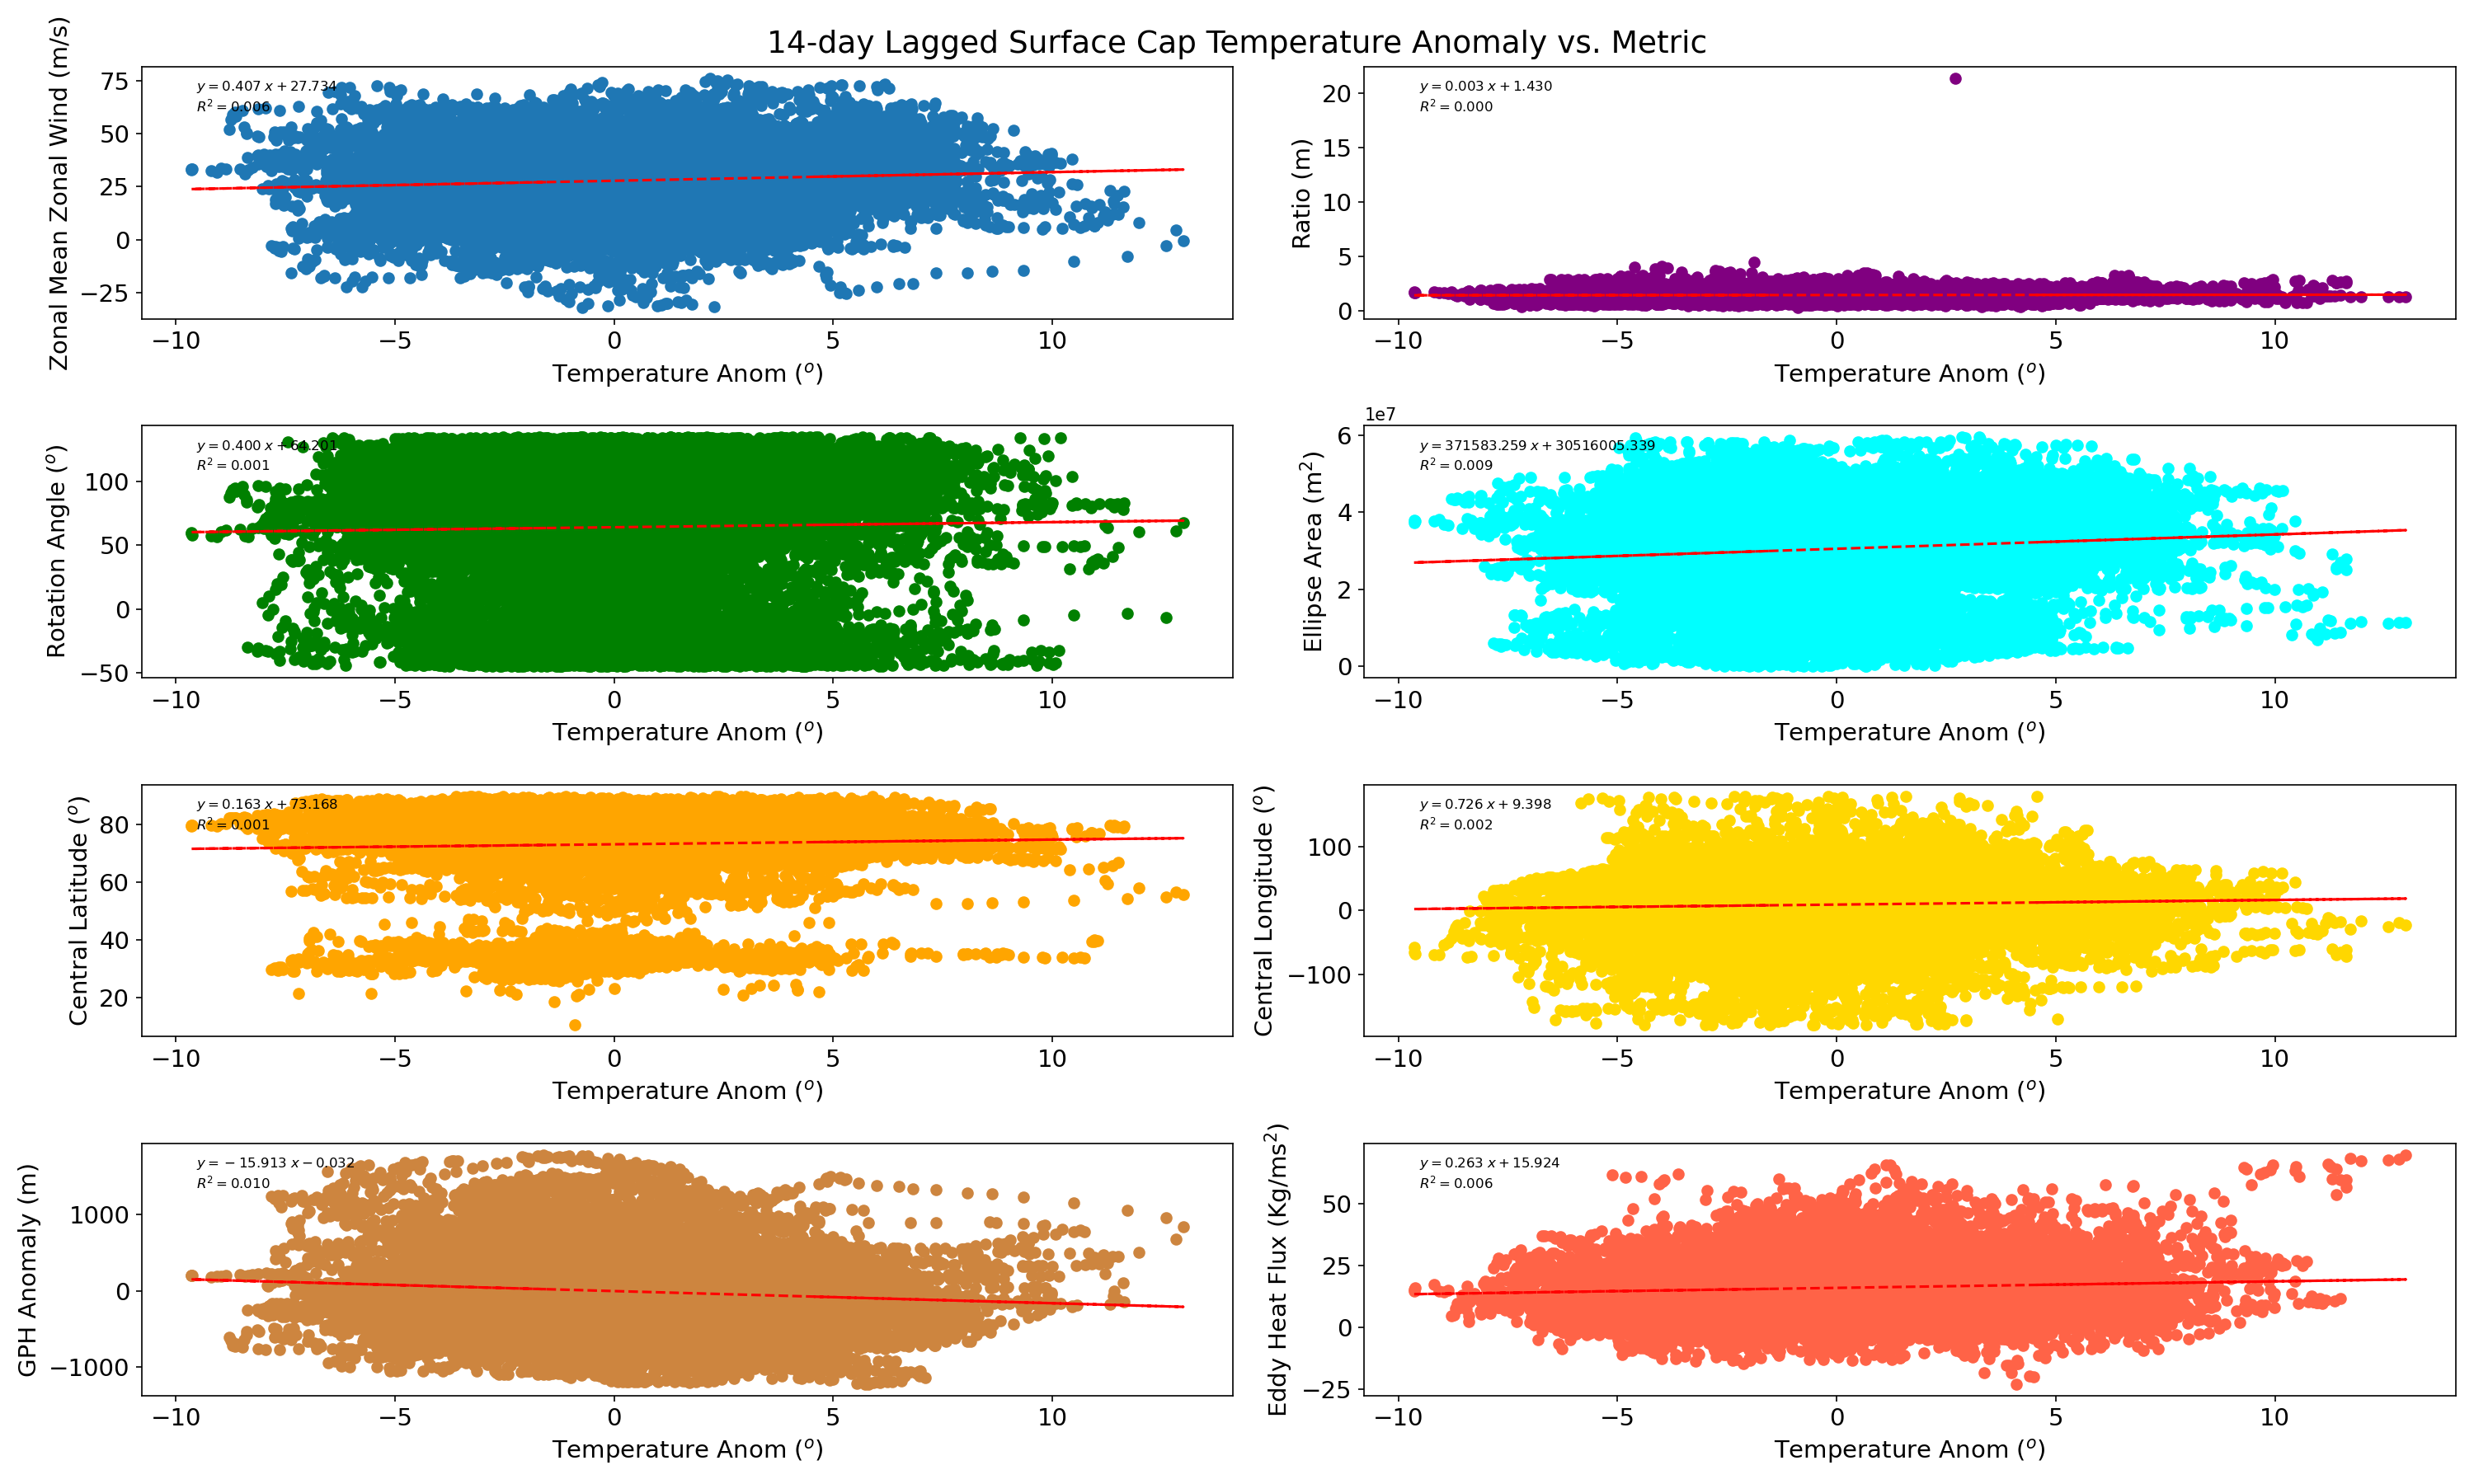 14-day Lagged Surface Cap Temperature Anomaly vs. Metric
Zonal Mean Zonal Wind (m/s)
75
50
25
0
−25
y = 0.407 x + 27.734
R² = 0.006
−10 −5 0 5 10
Temperature Anom (°)
Ratio (m)
20
15
10
5
0
y = 0.003 x + 1.430
R² = 0.000
−10 −5 0 5 10
Temperature Anom (°)
Rotation Angle (°)
100
50
0
−50
y = 0.400 x + 64.201
R² = 0.001
−10 −5 0 5 10
Temperature Anom (°)
Ellipse Area (m²)
1e7
6
4
2
0
y = 371583.259 x + 30516005.339
R² = 0.009
−10 −5 0 5 10
Temperature Anom (°)
Central Latitude (°)
80
60
40
20
y = 0.163 x + 73.168
R² = 0.001
−10 −5 0 5 10
Temperature Anom (°)
Central Longitude (°)
100
0
−100
y = 0.726 x + 9.398
R² = 0.002
−10 −5 0 5 10
Temperature Anom (°)
GPH Anomaly (m)
1000
0
−1000
y = − 15.913 x − 0.032
R² = 0.010
−10 −5 0 5 10
Temperature Anom (°)
Eddy Heat Flux (Kg/ms²)
50
25
0
−25
y = 0.263 x + 15.924
R² = 0.006
−10 −5 0 5 10
Temperature Anom (°)